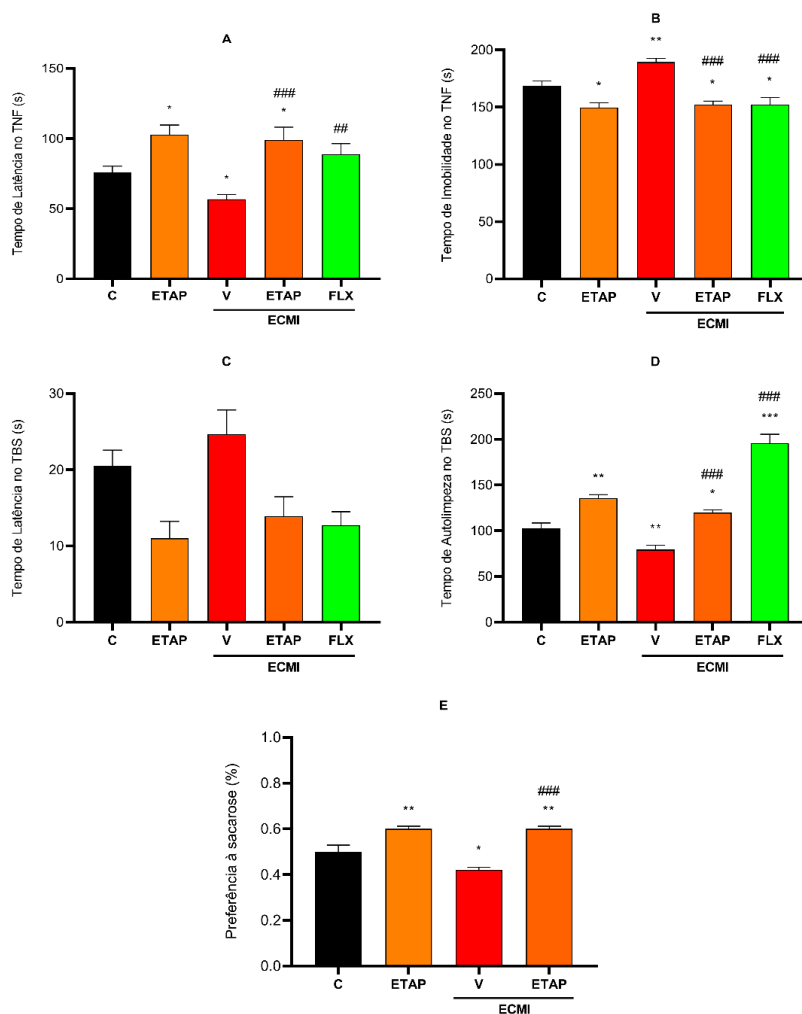 A
Tempo de Latência no TNF (s)
150
100
50
0
*
*
###
*
##
C ETAP V ETAP FLX
ECMI
B
Tempo de Imobilidade no TNF (s)
200
150
100
50
0
*
**
###
*
###
*
C ETAP V ETAP FLX
ECMI
C
Tempo de Latência no TBS (s)
30
20
10
0
C ETAP V ETAP FLX
ECMI
D
Tempo de Autolimpeza no TBS (s)
250
200
150
100
50
0
**
**
###
*
###
***
C ETAP V ETAP FLX
ECMI
E
Preferência à sacarose (%)
1.0
0.8
0.6
0.4
0.2
0.0
**
*
###
**
C ETAP V ETAP
ECMI